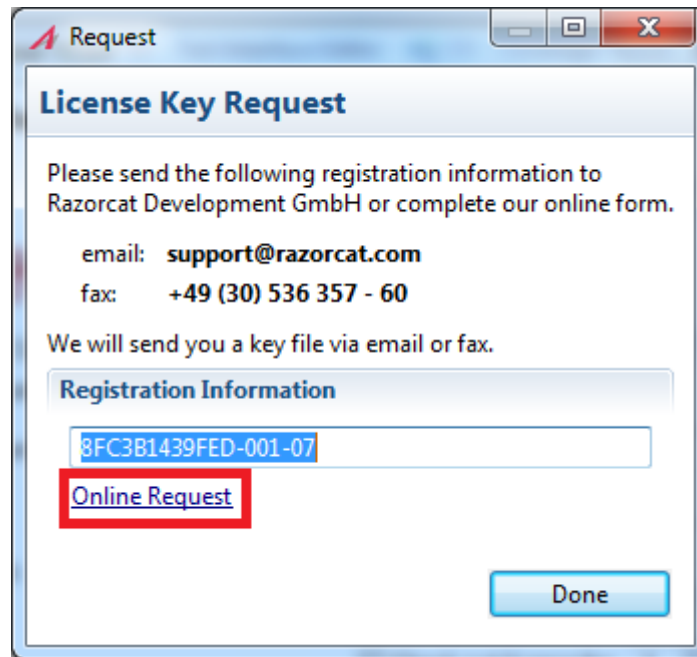 Request
License Key Request
Please send the following registration information to
Razorcat Development GmbH or complete our online form.
email: support@razorcat.com
fax: +49 (30) 536 357 - 60
We will send you a key file via email or fax.
Registration Information
8FC3B1439FED-001-07
Online Request
Done